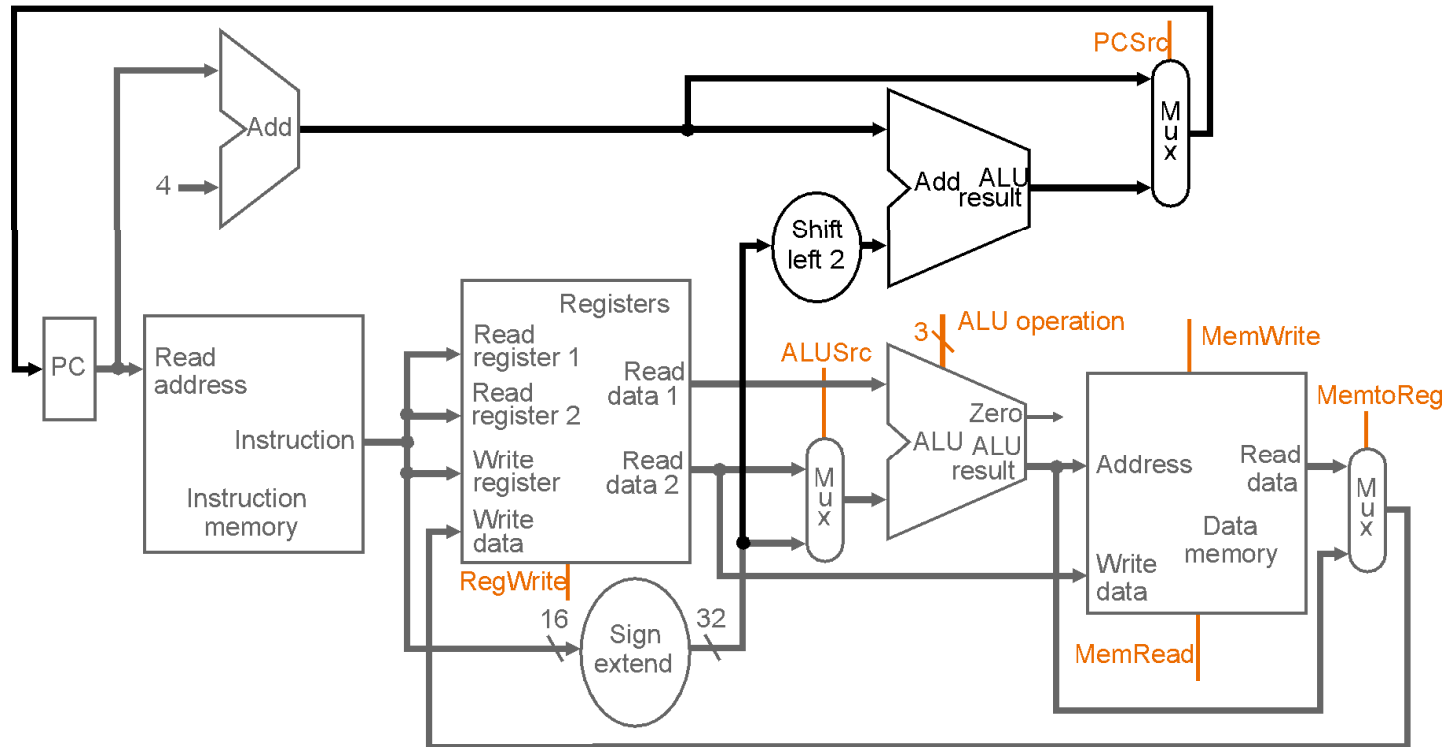 PCSrc
Add
4
M
u
x
Add
ALU
result
Shift
left 2
PC
Read
address
Instruction
Instruction
memory
Registers
Read
register 1
Read
register 2
Write
register
Write
data
Read
data 1
Read
data 2
RegWrite
16
Sign
extend
32
ALUSrc
M
u
x
3
ALU operation
Zero
ALU
ALU
result
MemWrite
Address
Read
data
Data
memory
Write
data
MemRead
MemtoReg
M
u
x